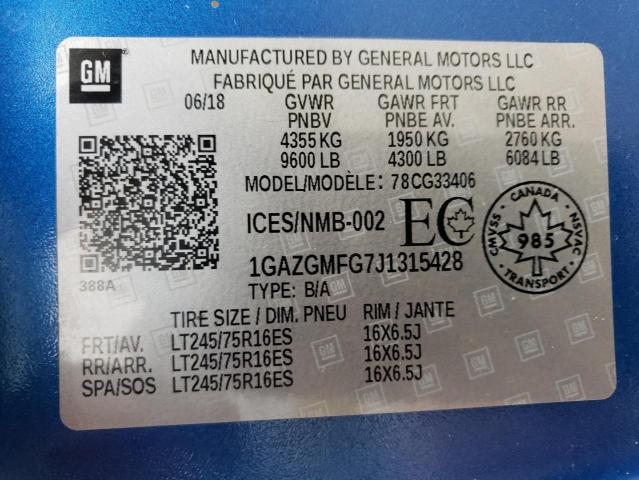 GM
MANUFACTURED BY GENERAL MOTORS LLC
FABRIQUÉ PAR GENERAL MOTORS LLC
06/18 GVWR GAWR FRT GAWR RR
PNBV PNBE AV. PNBE ARR.
4355 KG 1950 KG 2760 KG
9600 LB 4300 LB 6084 LB
MODEL/MODÈLE: 78CG33406
ICES/NMB-002 EC
CANADA
CMVSS 985 NSVAC
TRANSPORT
388A
1GAZGMFG7J1315428
TYPE: B/A
TIRE SIZE / DIM. PNEU RIM / JANTE
FRT/AV. LT245/75R16ES 16X6.5J
RR/ARR. LT245/75R16ES 16X6.5J
SPA/SOS LT245/75R16ES 16X6.5J